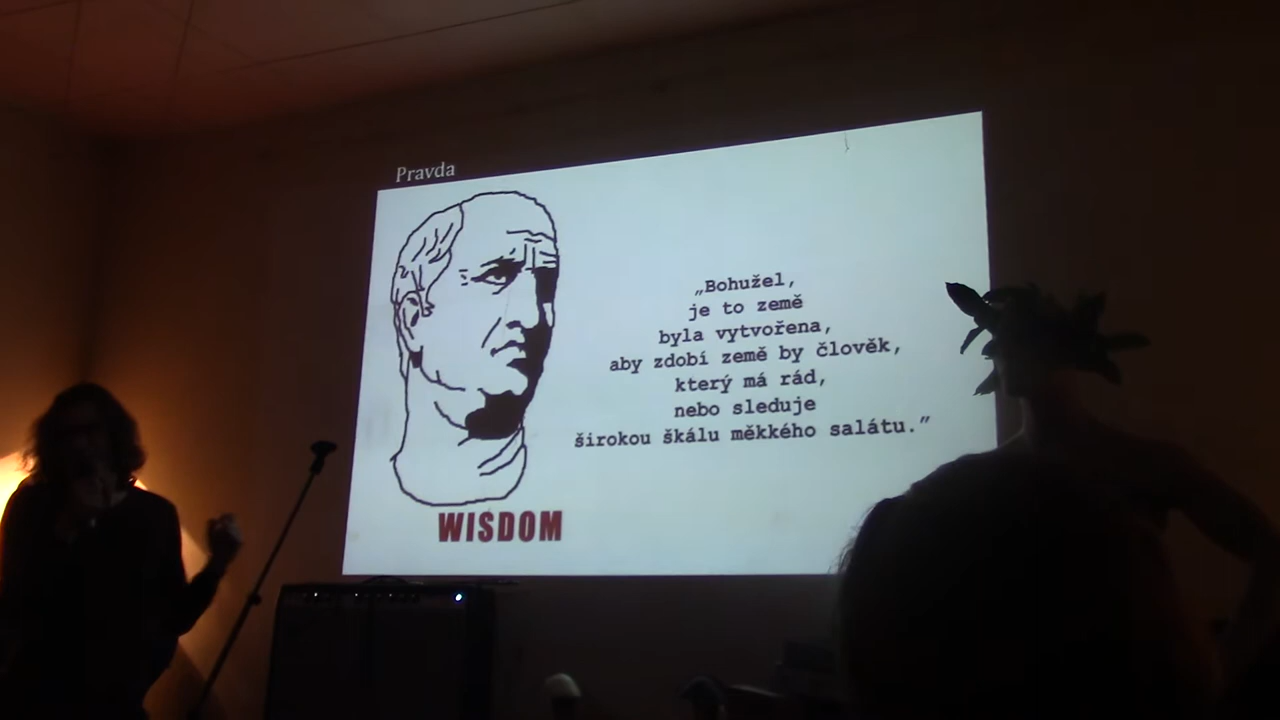 Pravda
„Bohužel,
je to země
byla vytvořena,
aby zdobí země by člověk,
který má rád,
nebo sleduje
širokou škálu měkkého salátu.”
WISDOM